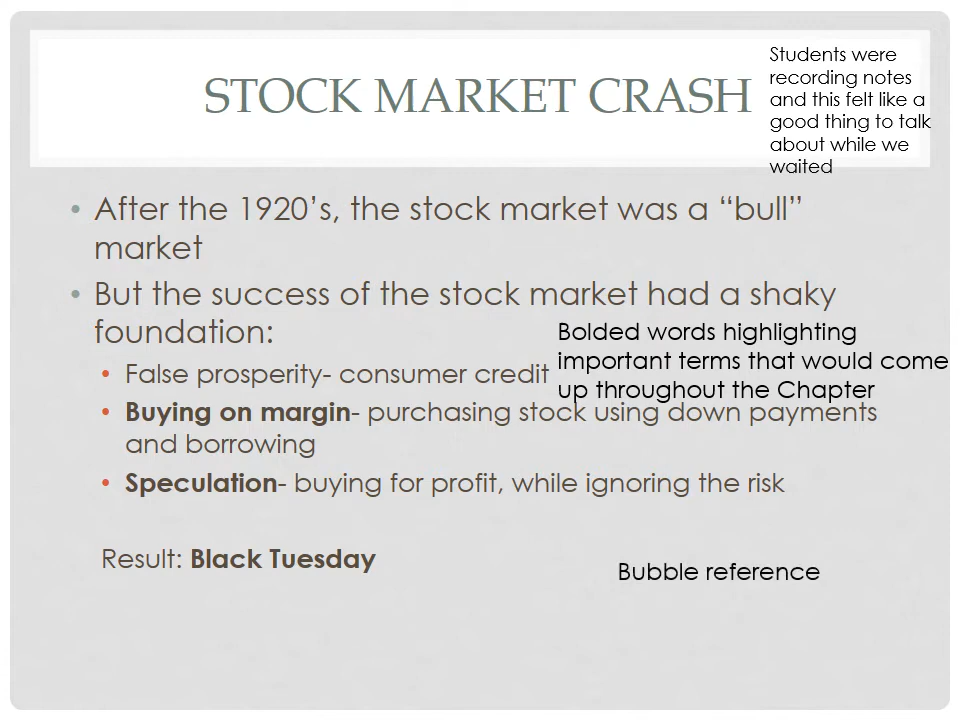 STOCK MARKET CRASH
Students were
recording notes
and this felt like a
good thing to talk
about while we
waited
• After the 1920’s, the stock market was a “bull”
market
• But the success of the stock market had a shaky
foundation:
• False prosperity- consumer credit
Bolded words highlighting
important terms that would come
up throughout the Chapter
• Buying on margin- purchasing stock using down payments
and borrowing
• Speculation- buying for profit, while ignoring the risk
Result: Black Tuesday
Bubble reference